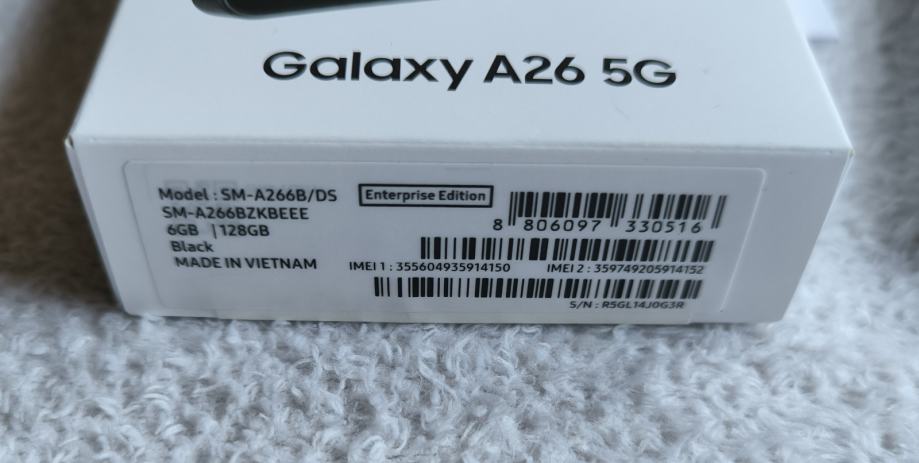 Galaxy A26 5G
Model : SM-A266B/DS Enterprise Edition
SM-A266BZKBEEE
6GB | 128GB
Black
MADE IN VIETNAM
8 806097 330516
IMEI 1 : 355604935914150 IMEI 2 : 359749205914152
S/N : R5GL14J0G3R